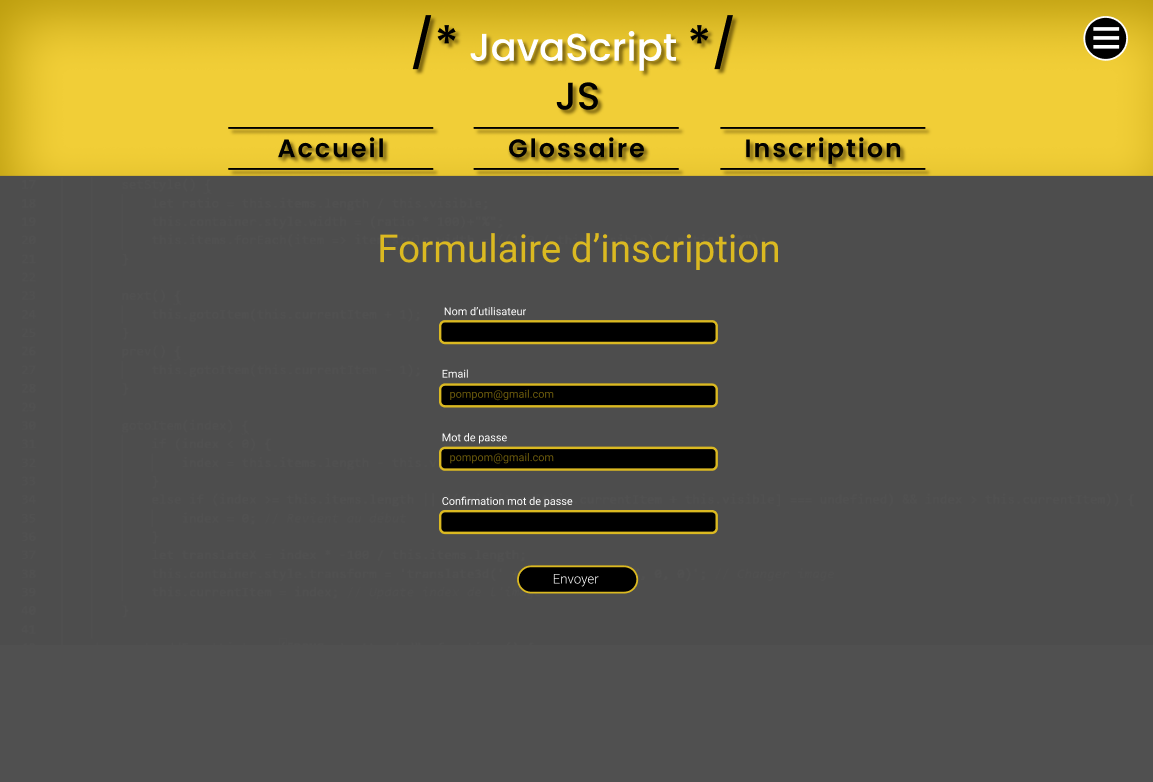 /* JavaScript */
JS
Accueil Glossaire Inscription
Formulaire d’inscription
Nom d’utilisateur
Email
pompom@gmail.com
Mot de passe
pompom@gmail.com
Confirmation mot de passe
Envoyer